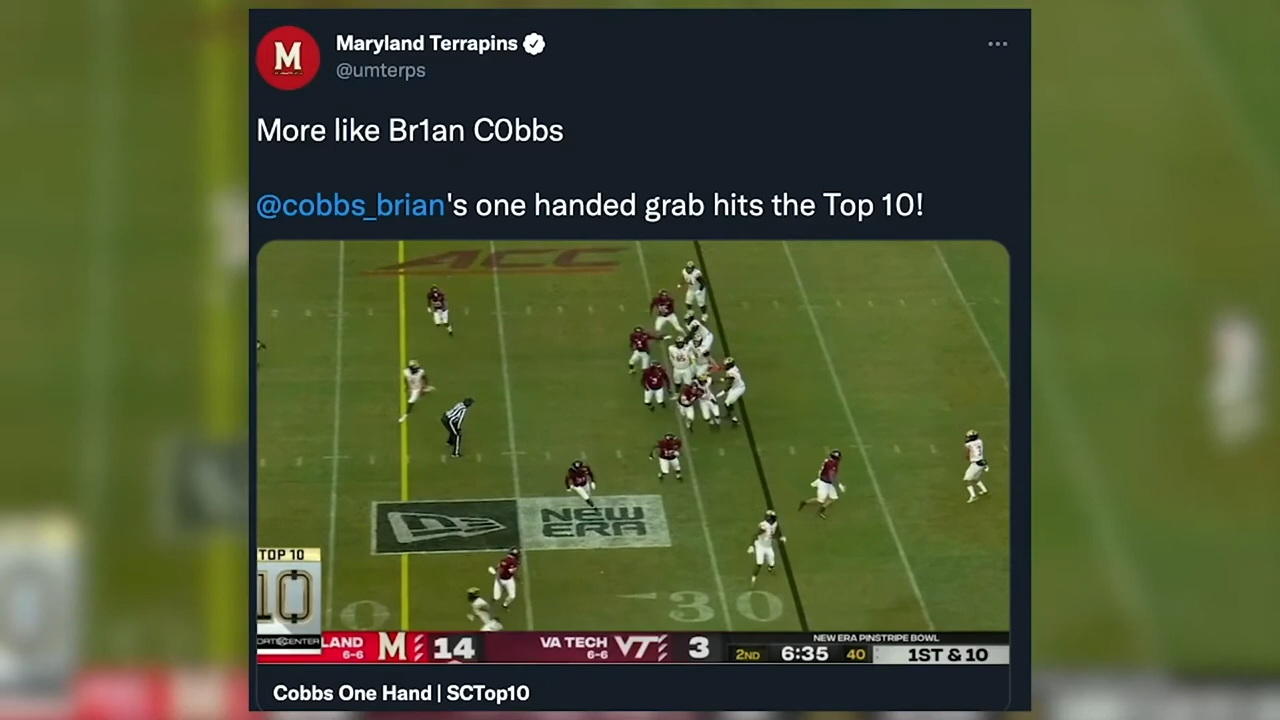 M
Maryland Terrapins
@umterps
More like Br1an C0bbs
@cobbs_brian's one handed grab hits the Top 10!
ACC
NEW
ERA
30
TOP 10
10
LAND M 14 VA TECH VT 3 NEW ERA PINSTRIPE BOWL
6-6 6-6 2ND 6:35 40 1ST & 10
Cobbs One Hand | SCTop10